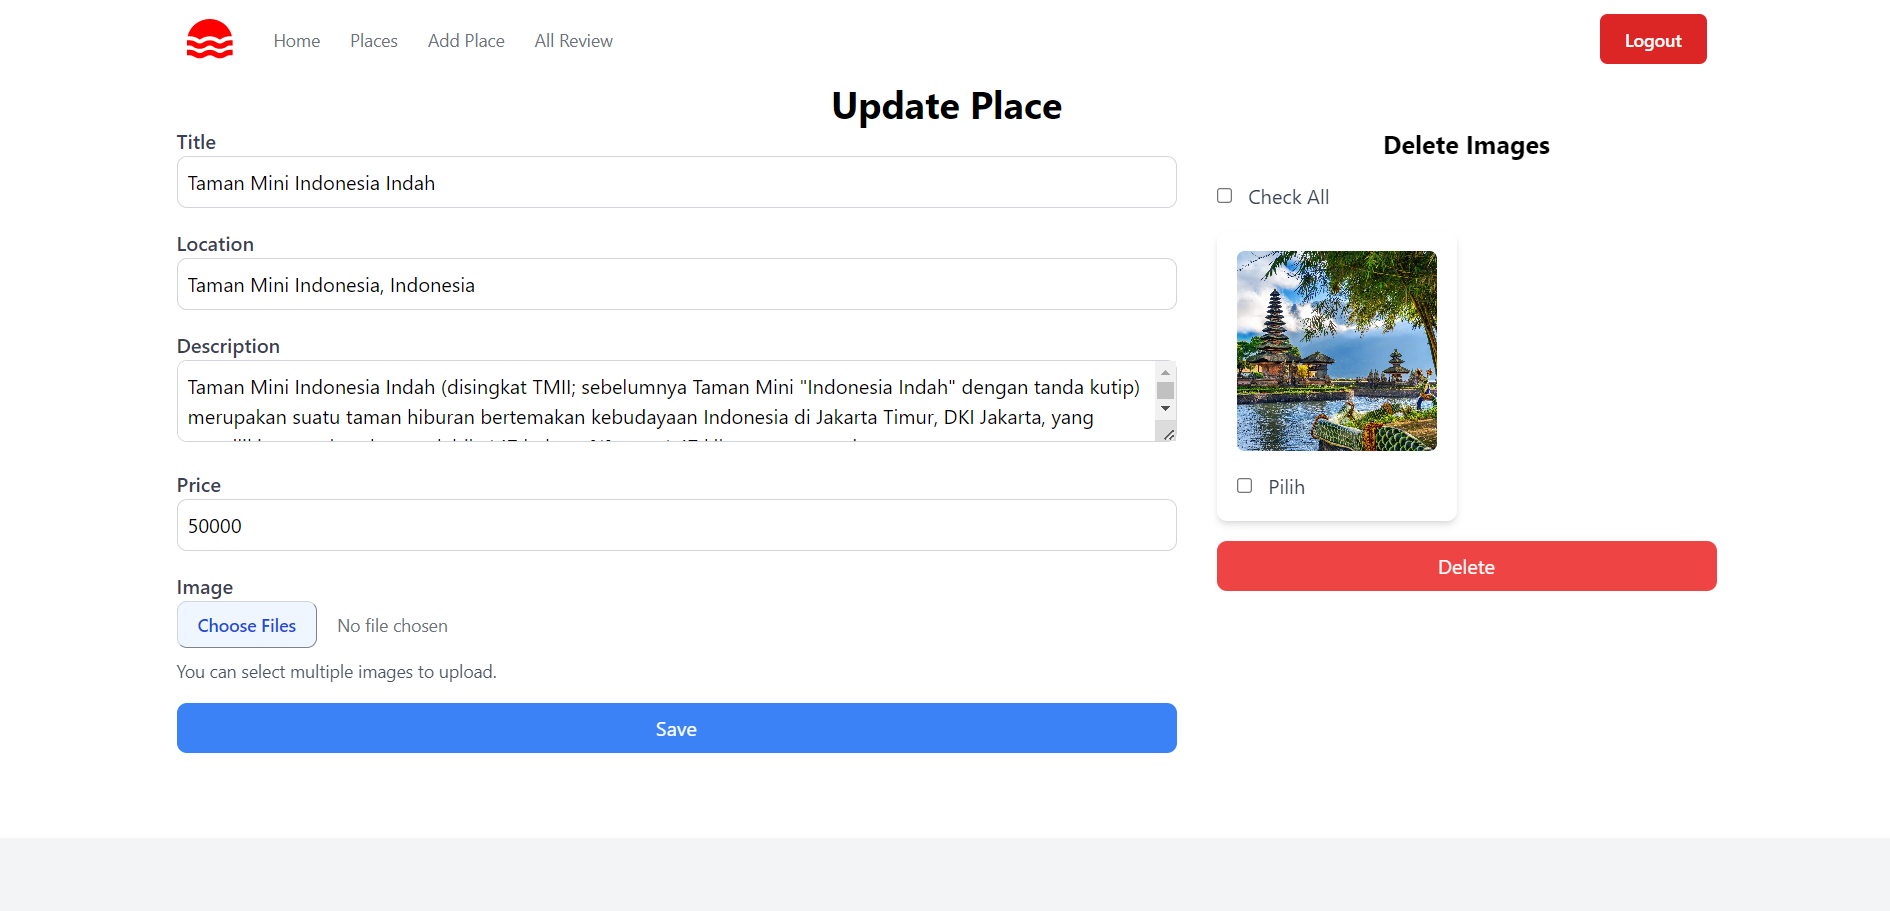 Home Places Add Place All Review Logout
Update Place
Title
Taman Mini Indonesia Indah
Location
Taman Mini Indonesia, Indonesia
Description
Taman Mini Indonesia Indah (disingkat TMII; sebelumnya Taman Mini "Indonesia Indah" dengan tanda kutip)
merupakan suatu taman hiburan bertemakan kebudayaan Indonesia di Jakarta Timur, DKI Jakarta, yang
Price
50000
Image
Choose Files No file chosen
You can select multiple images to upload.
Save
Delete Images
Check All
Pilih
Delete